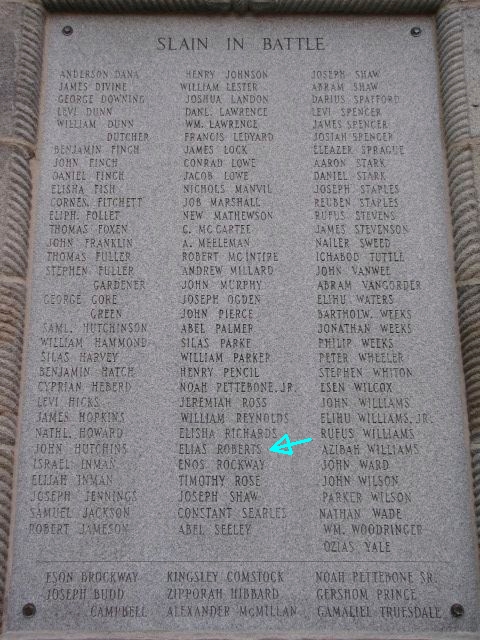 SLAIN IN BATTLE
ANDERSON DANA
JAMES DIVINE
GEORGE DOWNING
LEVI DUNN
WILLIAM DUNN
DUTCHER
BENJAMIN FINCH
JOHN FINCH
DANIEL FINCH
ELISHA FISH
CORNES. FITCHETT
ELIPH. FOLLET
THOMAS FOXEN
JOHN FRANKLIN
THOMAS FULLER
STEPHEN FULLER
GARDENER
GEORGE GORE
GREEN
SAML. HUTCHINSON
WILLIAM HAMMOND
SILAS HARVEY
BENJAMIN HATCH
CYPRIAN HEBERD
LEVI HICKS
JAMES HOPKINS
NATHL. HOWARD
JOHN HUTCHINS
ISRAEL INMAN
ELIJAH INMAN
JOSEPH JENNINGS
SAMUEL JACKSON
ROBERT JAMESON
HENRY JOHNSON
WILLIAM LESTER
JOSHUA LANDON
DANL. LAWRENCE
WM. LAWRENCE
FRANCIS LEDYARD
JAMES LOCK
CONRAD LOWE
JACOB LOWE
NICHOLS MANVIL
JOB MARSHALL
NEW MATHEWSON
C. MC CARTEE
A. MEELEMAN
ROBERT MCINTIRE
ANDREW MILLARD
JOHN MURPHY
JOSEPH OGDEN
JOHN PIERCE
ABEL PALMER
SILAS PARKE
WILLIAM PARKER
HENRY PENCIL
NOAH PETTEBONE, JR.
JEREMIAH ROSS
WILLIAM REYNOLDS
ELISHA RICHARDS
ELIAS ROBERTS
ENOS ROCKWAY
TIMOTHY ROSE
JOSEPH SHAW
CONSTANT SEARLES
ABEL SEELEY
JOSEPH SHAW
ABRAM SHAW
DARIUS SPAFFORD
LEVI SPENCER
JAMES SPENCER
JOSIAH SPENCER
ELEAZER SPRAGUE
AARON STARK
DANIEL STARK
JOSEPH STAPLES
REUBEN STAPLES
RUFUS STEVENS
JAMES STEVENSON
NAILER SWEED
ICHABOD TUTTLE
JOHN VANWEE
ABRAM VANGORDER
ELIHU WATERS
BARTHOLW. WEEKS
JONATHAN WEEKS
PHILIP WEEKS
PETER WHEELER
STEPHEN WHITON
ESEN WILCOX
JOHN WILLIAMS
ELIHU WILLIAMS, JR.
RUFUS WILLIAMS
AZIBAH WILLIAMS
JOHN WARD
JOHN WILSON
PARKER WILSON
NATHAN WADE
WM. WOODRINGER
OZIAS YALE
ESON BROCKWAY
JOSEPH BUDD
CAMPBELL
KINGSLEY COMSTOCK
ZIPPORAH HIBBARD
ALEXANDER MCMILLAN
NOAH PETTEBONE SR.
GERSHOM PRINCE
GAMALIEL TRUESDALE